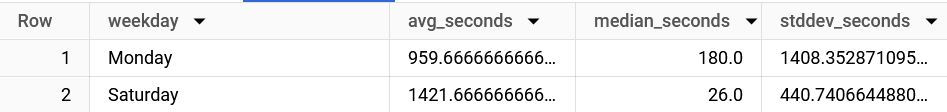 Row weekday avg_seconds median_seconds stddev_seconds
1 Monday 959.6666666666… 180.0 1408.352871095…
2 Saturday 1421.666666666… 26.0 440.7406644880…